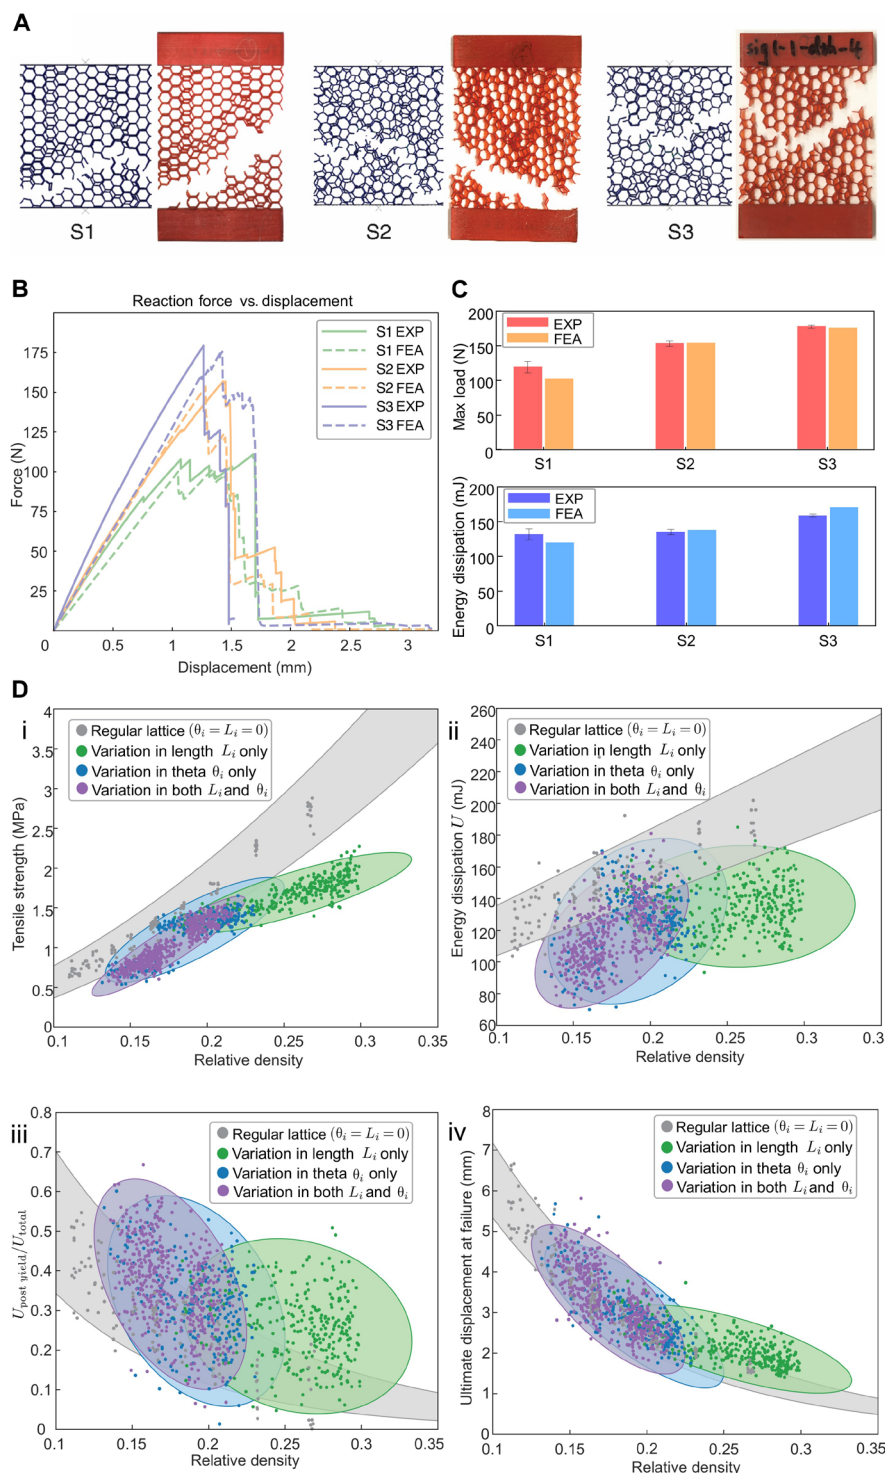 A
sig1-1-dsh-4
S1
S2
S3
B
Reaction force vs. displacement
175
150
125
100
75
50
25
0
0.5
1
1.5
2
2.5
3
Force (N)
Displacement (mm)
S1 EXP
S1 FEA
S2 EXP
S2 FEA
S3 EXP
S3 FEA
C
200
150
100
50
0
Max load (N)
EXP
FEA
S1
S2
S3
200
150
100
50
0
Energy dissipation (mJ)
EXP
FEA
S1
S2
S3
D
i
4
3.5
3
2.5
2
1.5
1
0.5
0
Tensile strength (MPa)
Regular lattice (θi = Li = 0)
Variation in length Li only
Variation in theta θi only
Variation in both Li and θi
0.1
0.15
0.2
0.25
0.3
0.35
Relative density
ii
260
240
220
200
180
160
140
120
100
80
60
Energy dissipation U (mJ)
Regular lattice (θi = Li = 0)
Variation in length Li only
Variation in theta θi only
Variation in both Li and θi
0.1
0.15
0.2
0.25
0.3
0.35
Relative density
iii
0.8
0.7
0.6
0.5
0.4
0.3
0.2
0.1
0
Upost yield/Utotal
Regular lattice (θi = Li = 0)
Variation in length Li only
Variation in theta θi only
Variation in both Li and θi
0.1
0.15
0.2
0.25
0.3
0.35
Relative density
iv
8
7
6
5
4
3
2
1
0
Ultimate displacement at failure (mm)
Regular lattice (θi = Li = 0)
Variation in length Li only
Variation in theta θi only
Variation in both Li and θi
0.1
0.15
0.2
0.25
0.3
0.35
Relative density